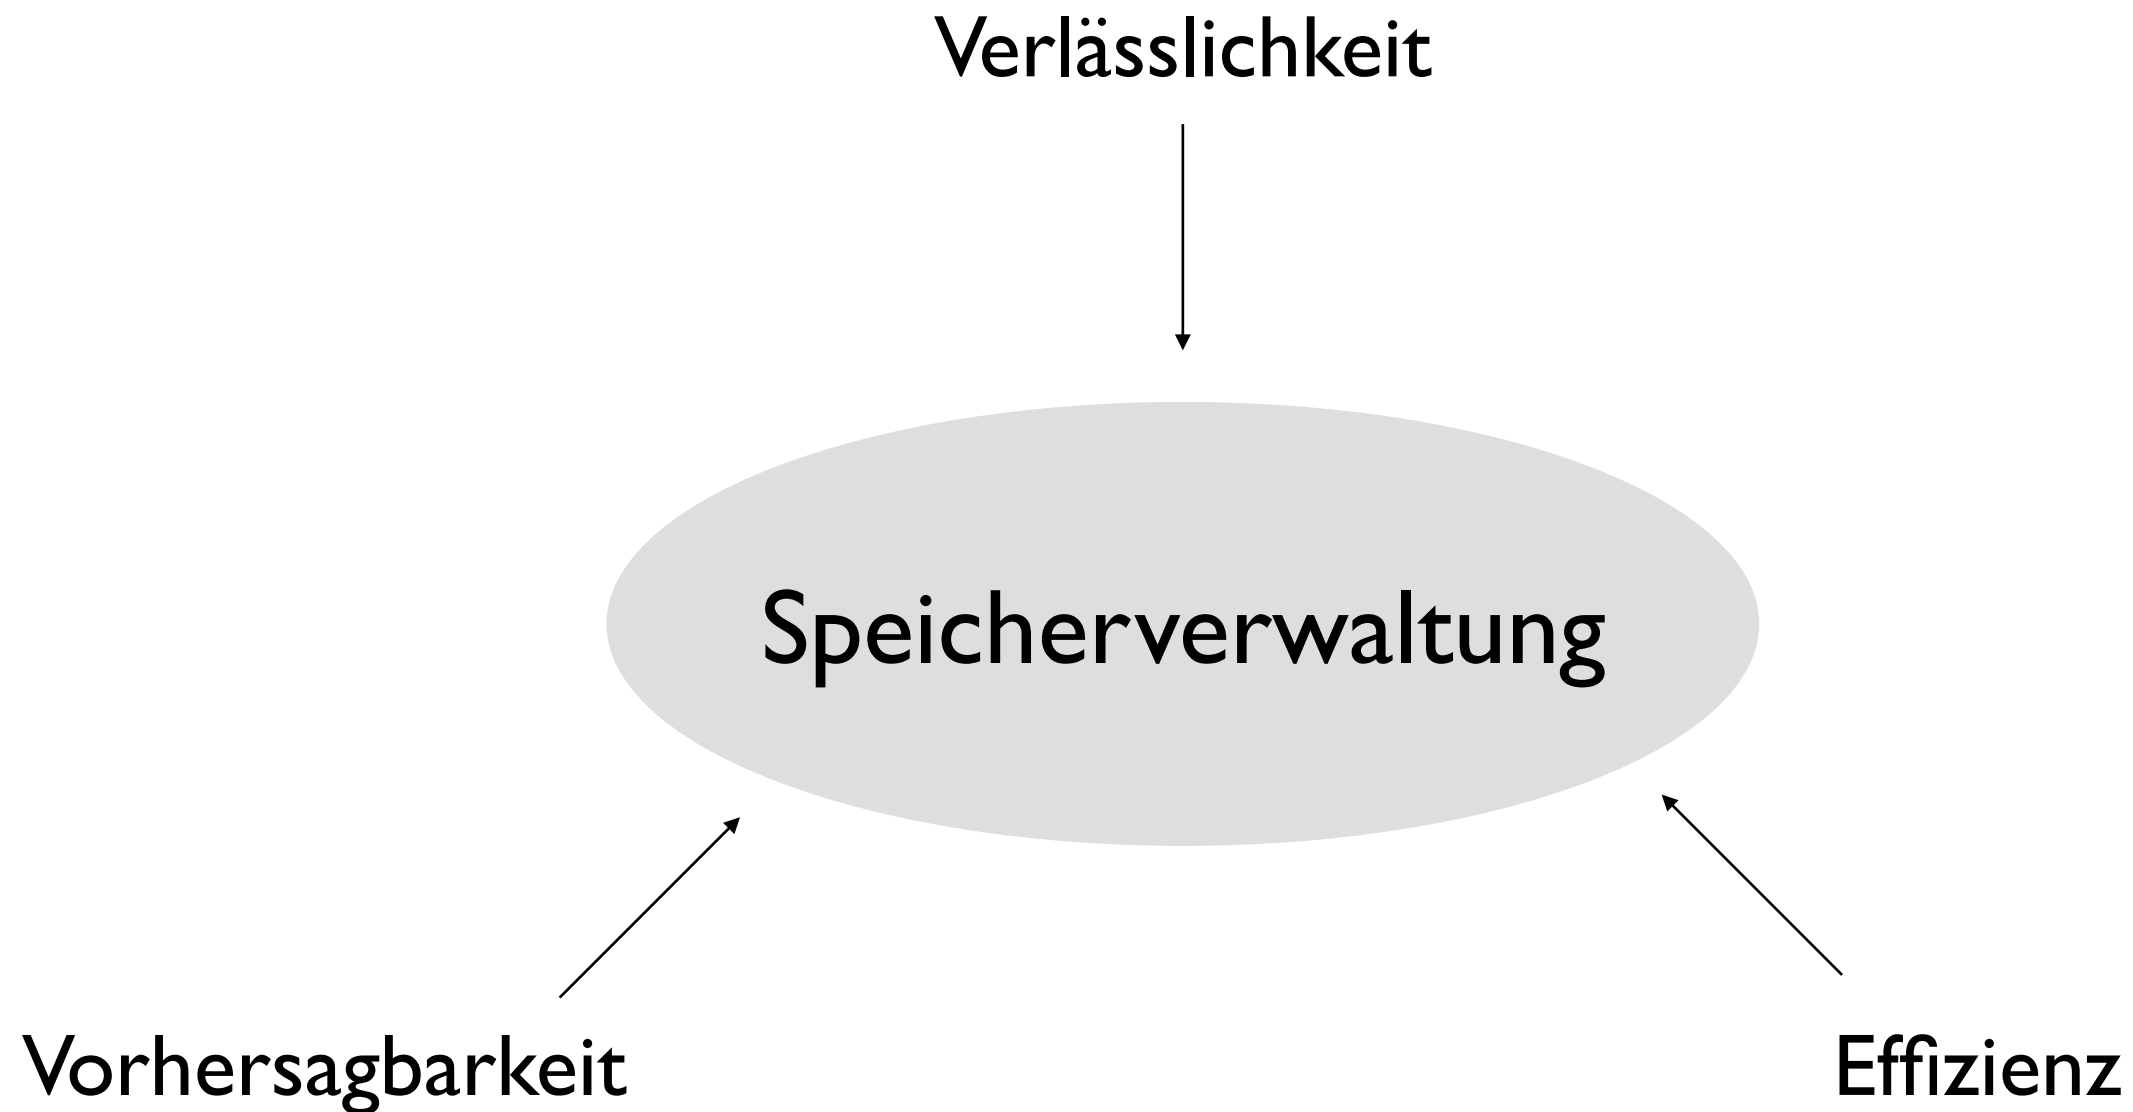 Verlässlichkeit
Speicherverwaltung
Vorhersagbarkeit
Effizienz